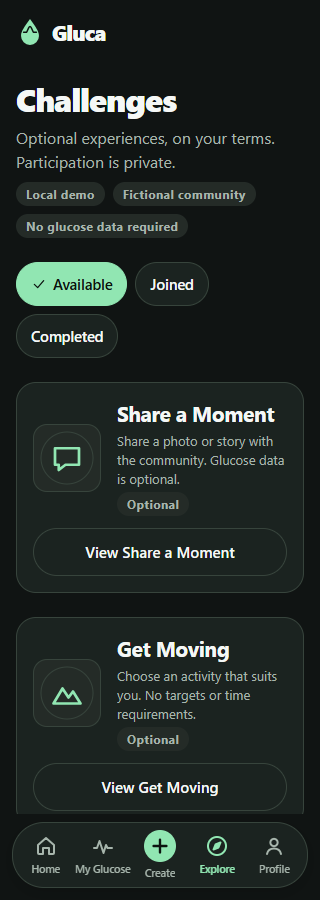 Gluca
Challenges
Optional experiences, on your terms.
Participation is private.
Local demo
Fictional community
No glucose data required
Available
Joined
Completed
Share a Moment
Share a photo or story with
the community. Glucose data
is optional.
Optional
View Share a Moment
Get Moving
Choose an activity that suits
you. No targets or time
requirements.
Optional
View Get Moving
Home
My Glucose
Create
Explore
Profile